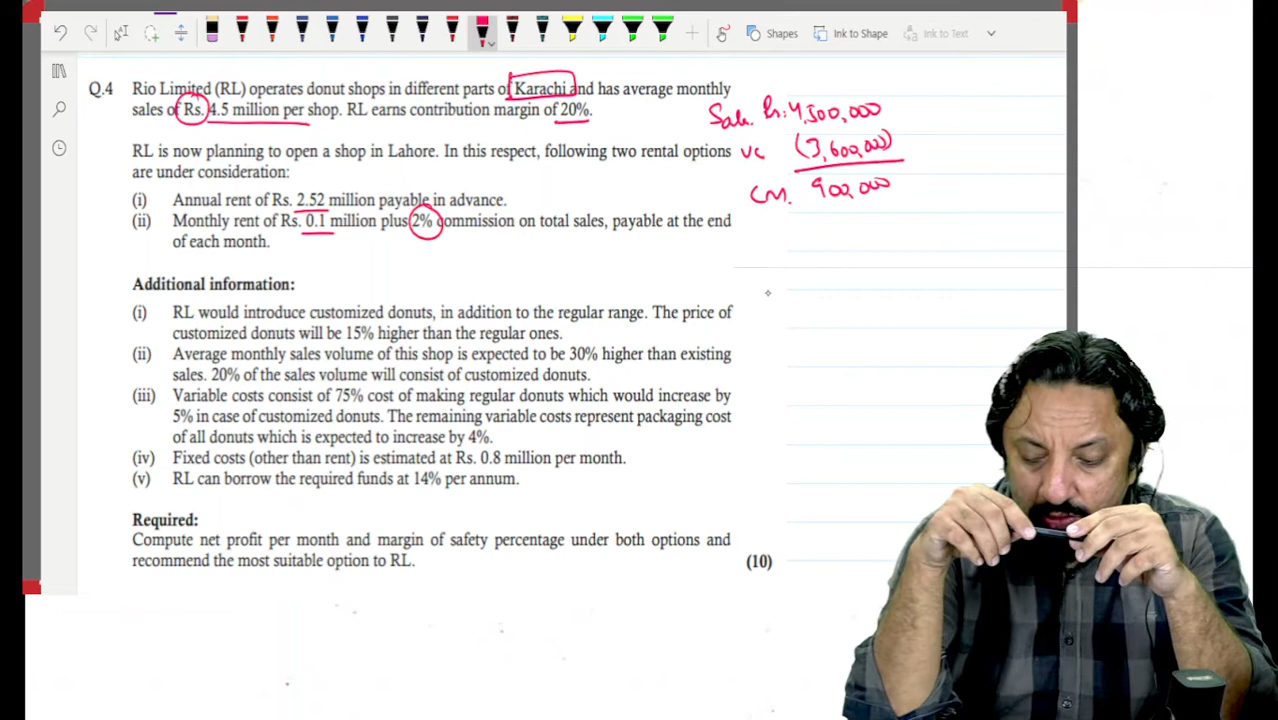 Shapes
Ink to Shape
Ink to Text
Q.4 Rio Limited (RL) operates donut shops in different parts of Karachi and has average monthly
sales of Rs. 4.5 million per shop. RL earns contribution margin of 20%.
Sale. Rs. 4,500,000
VC (3,600,000)
CM. 900,000
RL is now planning to open a shop in Lahore. In this respect, following two rental options
are under consideration:
(i) Annual rent of Rs. 2.52 million payable in advance.
(ii) Monthly rent of Rs. 0.1 million plus 2% commission on total sales, payable at the end
of each month.
Additional information:
(i) RL would introduce customized donuts, in addition to the regular range. The price of
customized donuts will be 15% higher than the regular ones.
(ii) Average monthly sales volume of this shop is expected to be 30% higher than existing
sales. 20% of the sales volume will consist of customized donuts.
(iii) Variable costs consist of 75% cost of making regular donuts which would increase by
5% in case of customized donuts. The remaining variable costs represent packaging cost
of all donuts which is expected to increase by 4%.
(iv) Fixed costs (other than rent) is estimated at Rs. 0.8 million per month.
(v) RL can borrow the required funds at 14% per annum.
Required:
Compute net profit per month and margin of safety percentage under both options and
recommend the most suitable option to RL. (10)